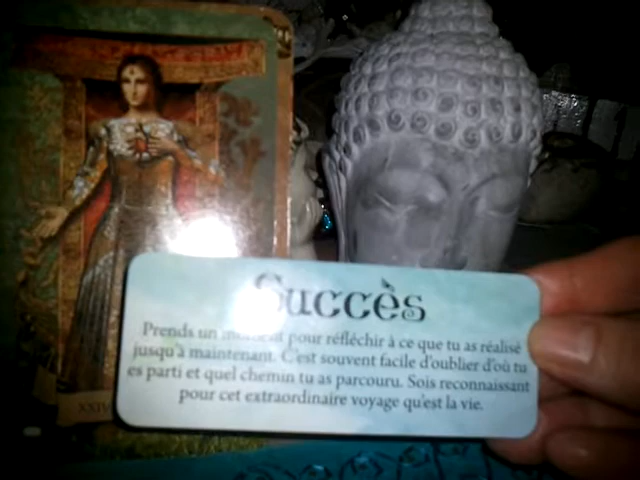 Succès
Prends un moment pour réfléchir à ce que tu as réalisé
jusqu'à maintenant. C'est souvent facile d'oublier d'où tu
es parti et quel chemin tu as parcouru. Sois reconnaissant
pour cet extraordinaire voyage qu'est la vie.
XXIV